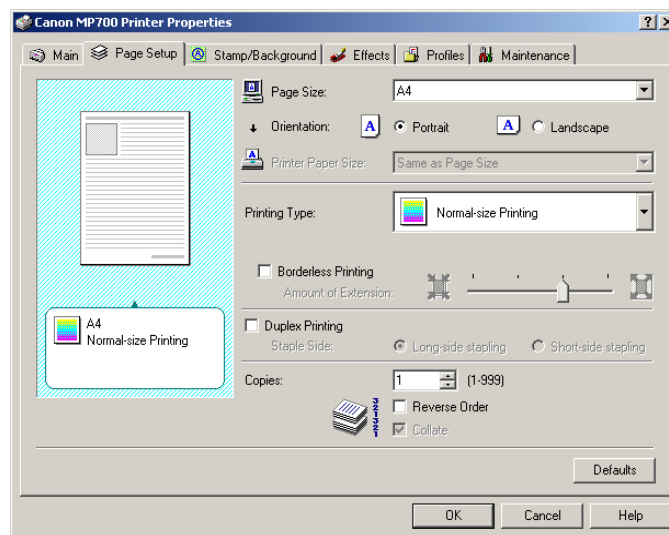 Canon MP700 Printer Properties
Main Page Setup Stamp/Background Effects Profiles Maintenance
Page Size: A4
Orientation: A Portrait A Landscape
Printer Paper Size: Same as Page Size
Printing Type: Normal-size Printing
Borderless Printing
Amount of Extension:
A4
Normal-size Printing
Duplex Printing
Staple Side: Long-side stapling Short-side stapling
Copies: 1 (1-999)
321321
Reverse Order
Collate
Defaults
OK Cancel Help